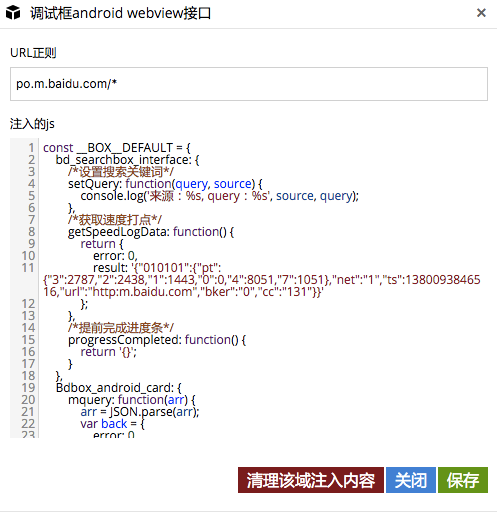 调试框android webview接口
×
URL正则
po.m.baidu.com/*
注入的js
1 const __BOX__DEFAULT = {
2 bd_searchbox_interface: {
3 /*设置搜索关键词*/
4 setQuery: function(query, source) {
5 console.log('来源：%s, query：%s', source, query);
6 },
7 /*获取速度打点*/
8 getSpeedLogData: function() {
9 return {
10 error: 0,
11 result: '{"010101":{"pt":
{"3":2787,"2":2438,"1":1443,"0":0,"4":8051,"7":1051},"net":"1","ts":13800938465
16,"url":"http:m.baidu.com","bker":"0","cc":"131"}}'
12 };
13 },
14 /*提前完成进度条*/
15 progressCompleted: function() {
16 return '{}';
17 }
18 },
19 Bdbox_android_card: {
20 mquery: function(arr) {
21 arr = JSON.parse(arr);
22 var back = {
23 error: 0
清理该域注入内容 关闭 保存